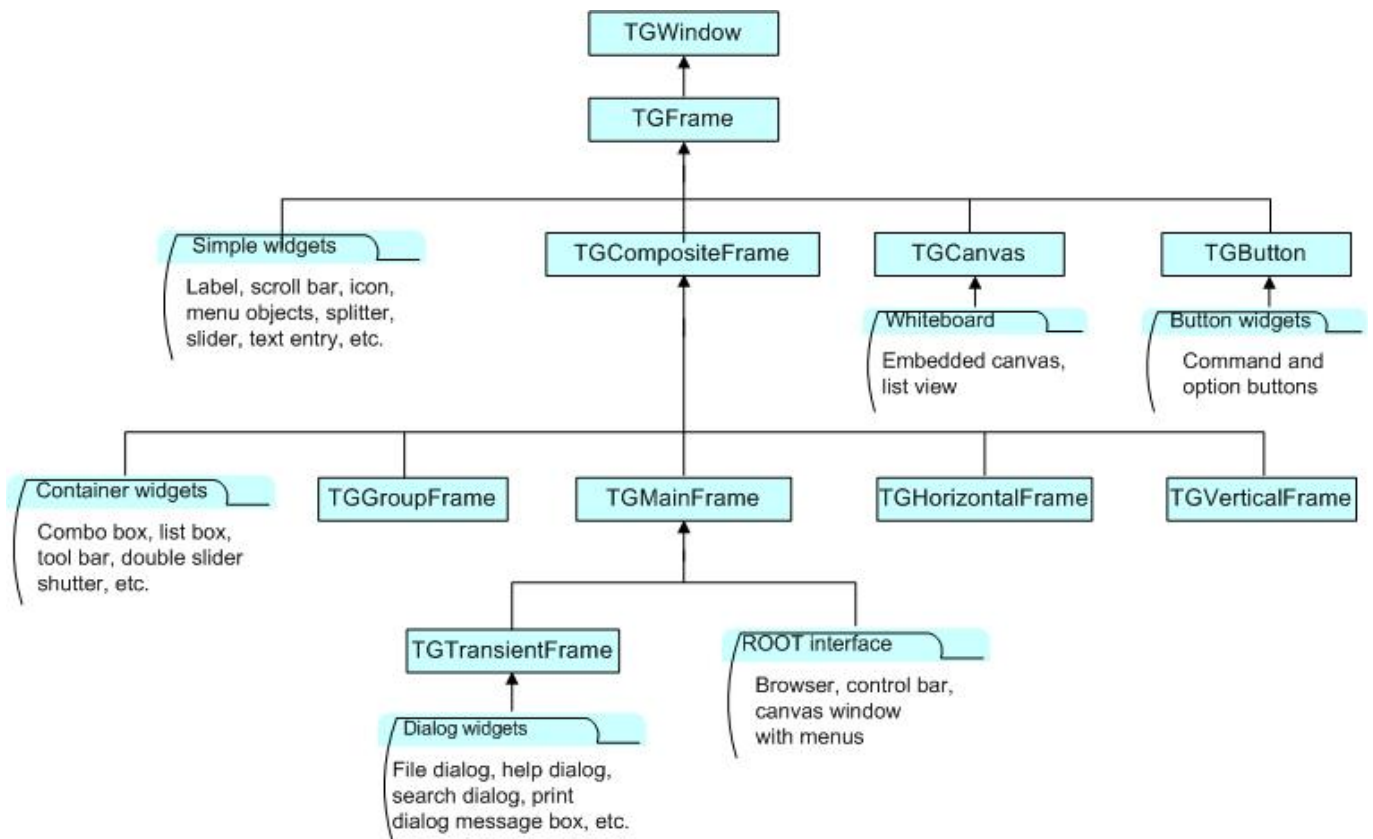 TGWindow
TGFrame
Simple widgets
Label, scroll bar, icon,
menu objects, splitter,
slider, text entry, etc.
TGCompositeFrame
TGCanvas
Whiteboard
Embedded canvas,
list view
TGButton
Button widgets
Command and
option buttons
Container widgets
Combo box, list box,
tool bar, double slider
shutter, etc.
TGGroupFrame
TGMainFrame
TGHorizontalFrame
TGVerticalFrame
TGTransientFrame
Dialog widgets
File dialog, help dialog,
search dialog, print
dialog message box, etc.
ROOT interface
Browser, control bar,
canvas window
with menus